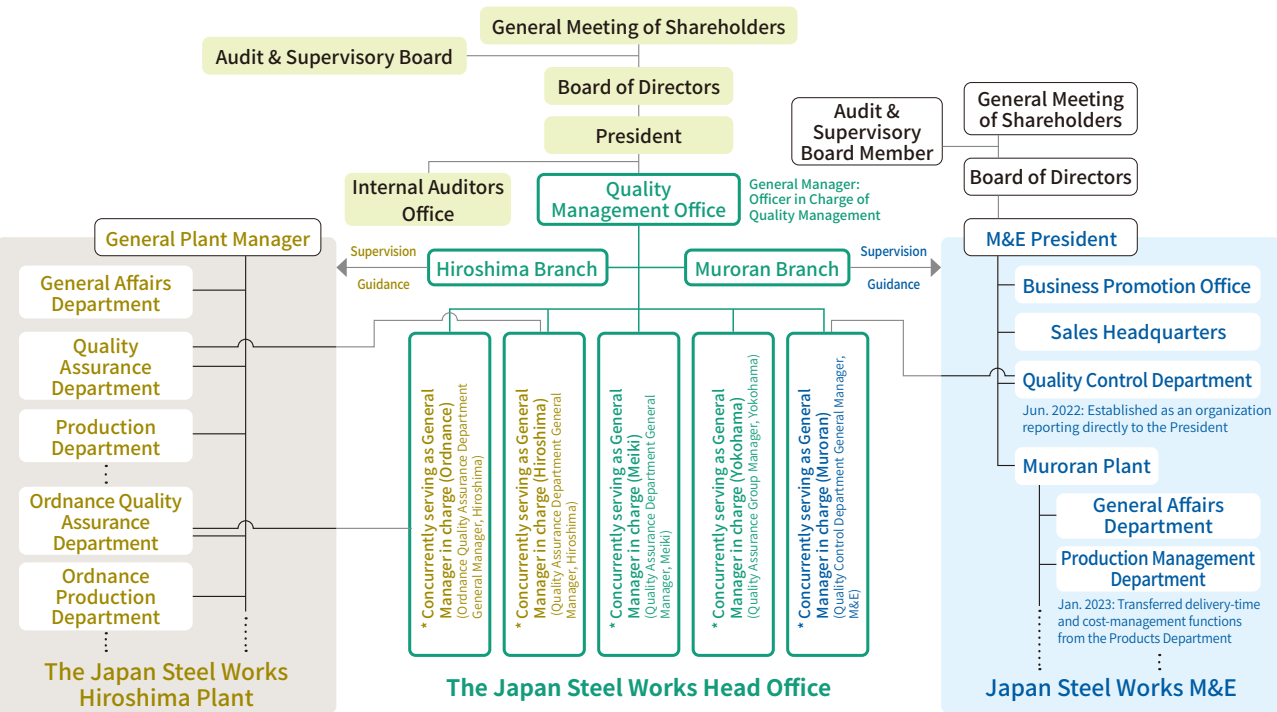 General Meeting of Shareholders
Audit & Supervisory Board
Board of Directors
President
Internal Auditors
Office
Quality
Management Office
General Manager:
Officer in Charge of
Quality Management
Audit &
Supervisory
Board Member
General Meeting
of Shareholders
Board of Directors
General Plant Manager
Supervision
Guidance
Hiroshima Branch
Muroran Branch
Supervision
Guidance
M&E President
General Affairs
Department
Quality
Assurance
Department
Production
Department
Ordnance Quality
Assurance
Department
Ordnance
Production
Department
The Japan Steel Works
Hiroshima Plant
* Concurrently serving as General
Manager in charge (Ordnance)
(Ordnance Quality Assurance Department
General Manager, Hiroshima)
* Concurrently serving as General
Manager in charge (Hiroshima)
(Quality Assurance Department General
Manager, Hiroshima)
* Concurrently serving as General
Manager in charge (Meiki)
(Quality Assurance Department General
Manager, Meiki)
* Concurrently serving as General
Manager in charge (Yokohama)
(Quality Assurance Group Manager, Yokohama)
* Concurrently serving as General
Manager in charge (Muroran)
(Quality Control Department General Manager,
M&E)
The Japan Steel Works Head Office
Business Promotion Office
Sales Headquarters
Quality Control Department
Jun. 2022: Established as an organization
reporting directly to the President
Muroran Plant
General Affairs
Department
Production Management
Department
Jan. 2023: Transferred delivery-time
and cost-management functions
from the Products Department
Japan Steel Works M&E